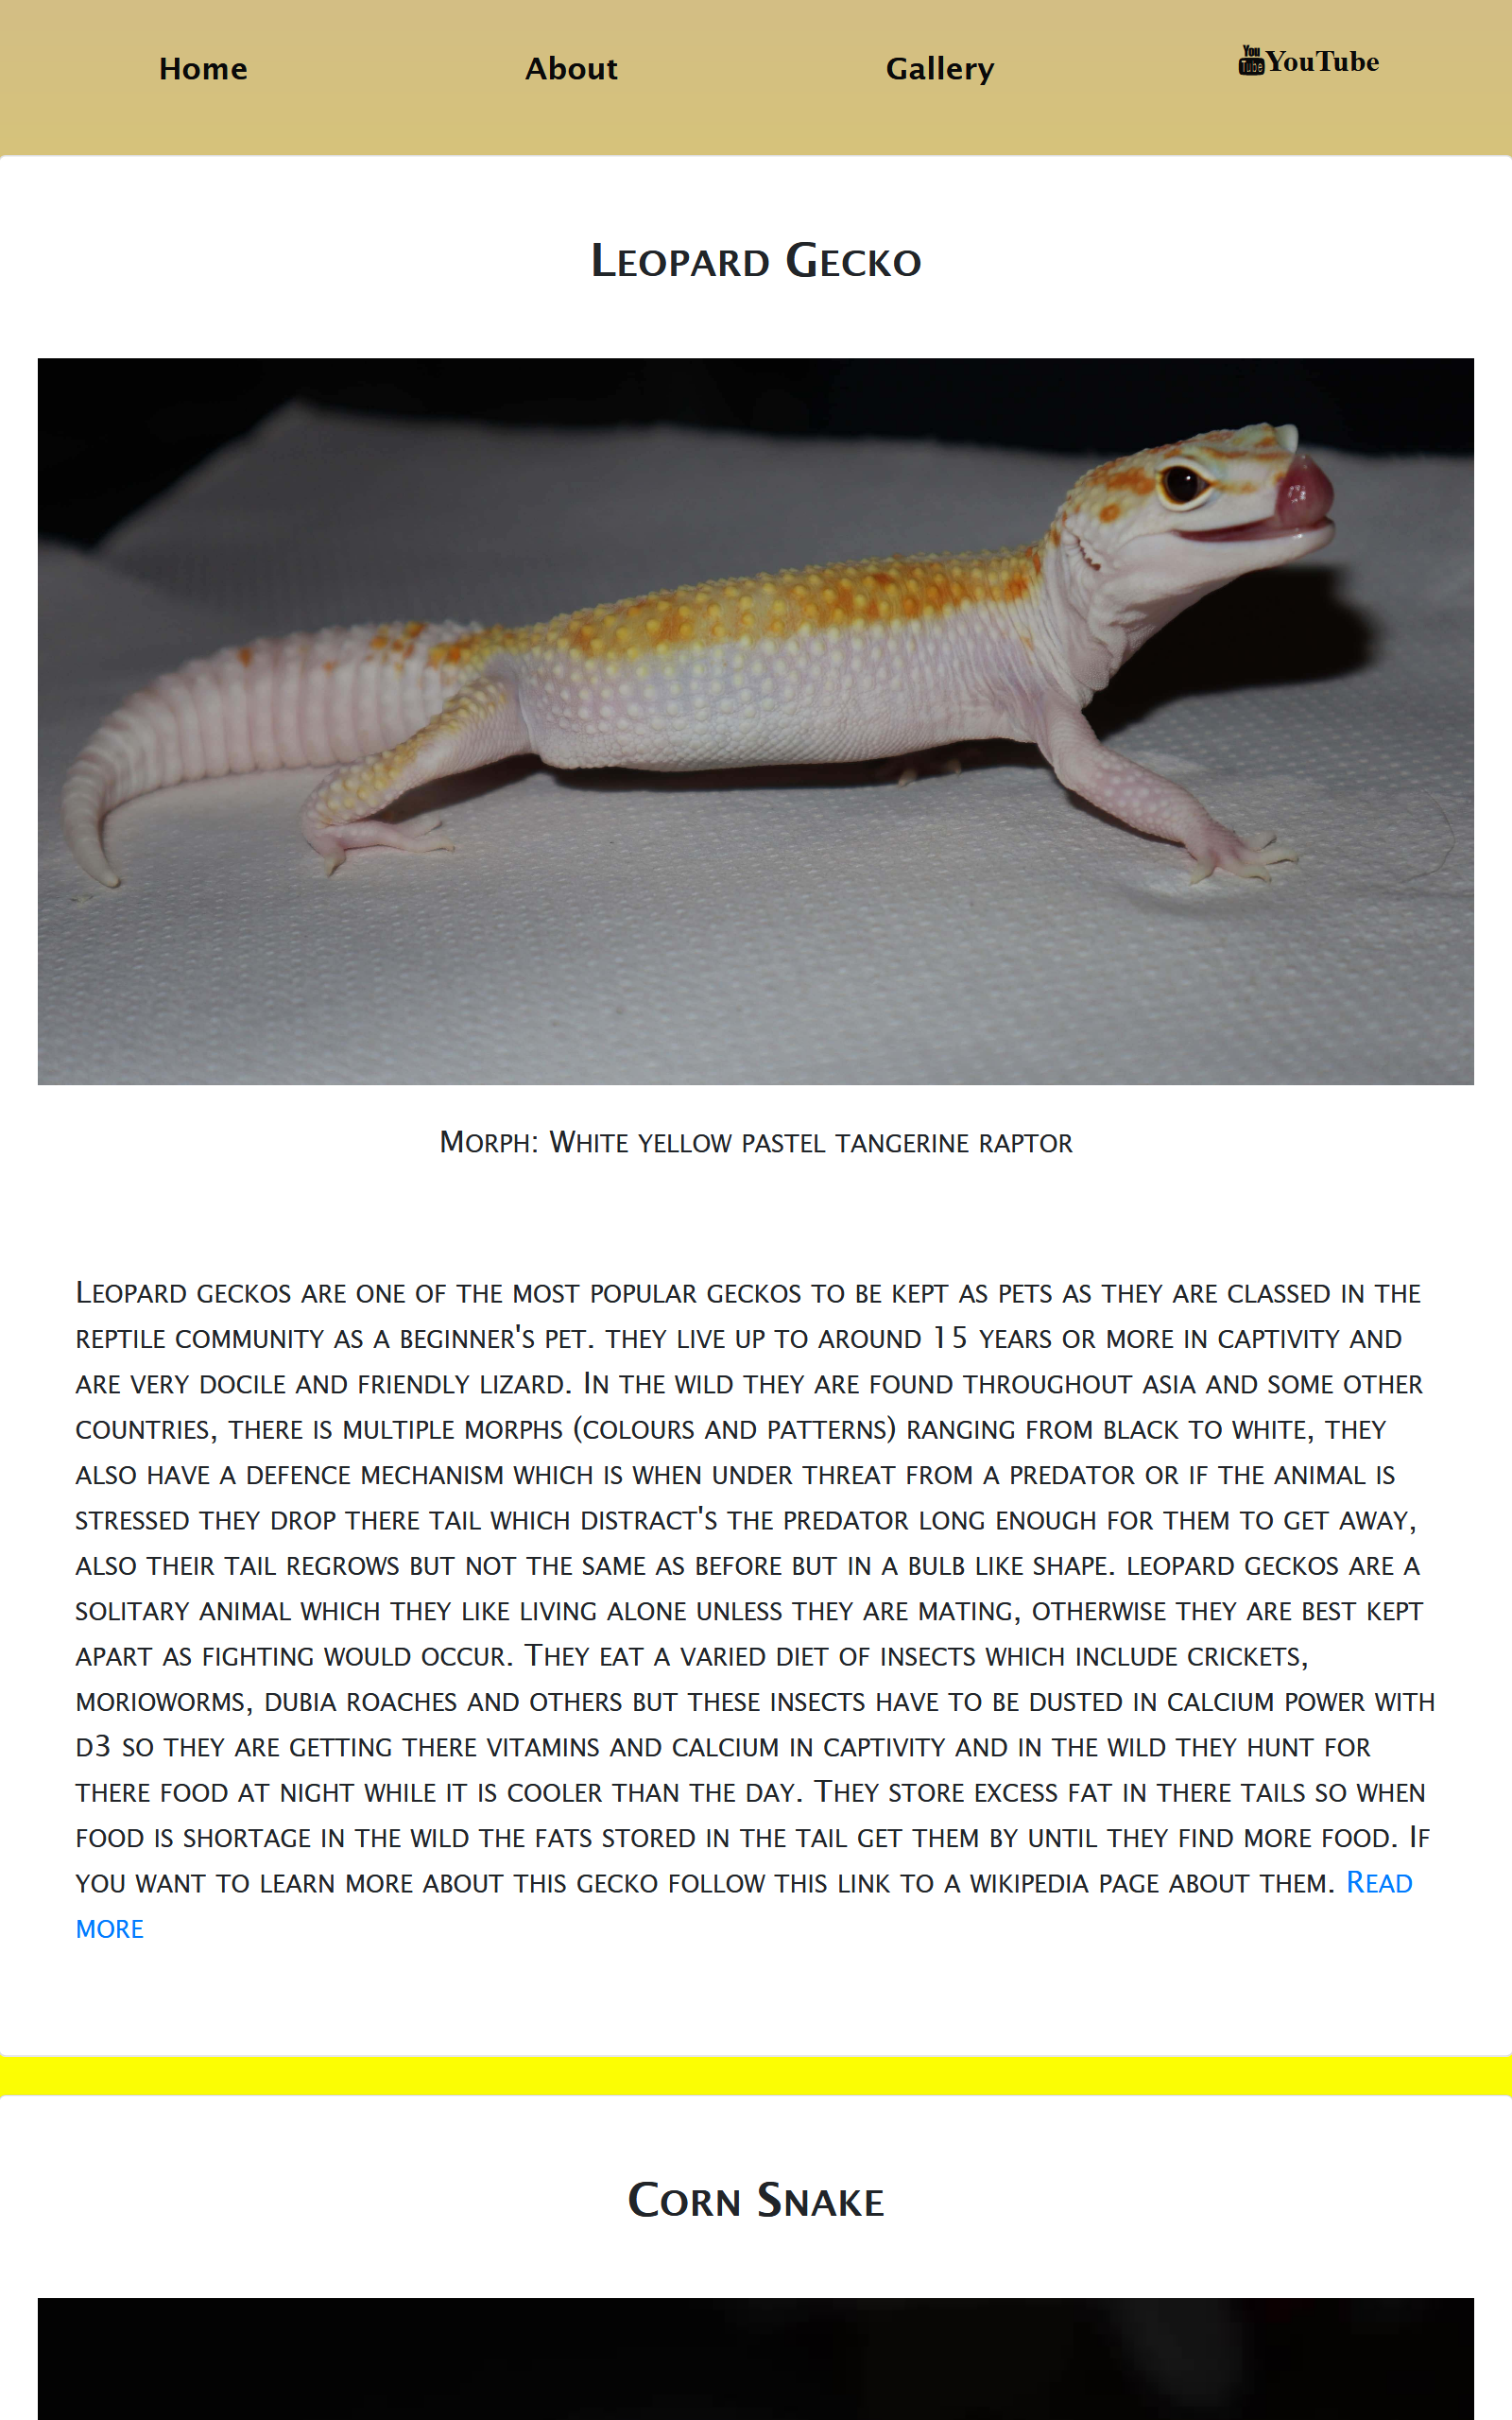 Home About Gallery You Tube YouTube
Leopard Gecko
Morph: White yellow pastel tangerine raptor
Leopard geckos are one of the most popular geckos to be kept as pets as they are classed in the
reptile community as a beginner's pet. they live up to around 15 years or more in captivity and
are very docile and friendly lizard. In the wild they are found throughout asia and some other
countries, there is multiple morphs (colours and patterns) ranging from black to white, they
also have a defence mechanism which is when under threat from a predator or if the animal is
stressed they drop there tail which distract's the predator long enough for them to get away,
also their tail regrows but not the same as before but in a bulb like shape. leopard geckos are a
solitary animal which they like living alone unless they are mating, otherwise they are best kept
apart as fighting would occur. They eat a varied diet of insects which include crickets,
morioworms, dubia roaches and others but these insects have to be dusted in calcium power with
d3 so they are getting there vitamins and calcium in captivity and in the wild they hunt for
there food at night while it is cooler than the day. They store excess fat in there tails so when
food is shortage in the wild the fats stored in the tail get them by until they find more food. If
you want to learn more about this gecko follow this link to a wikipedia page about them. Read
more
Corn Snake